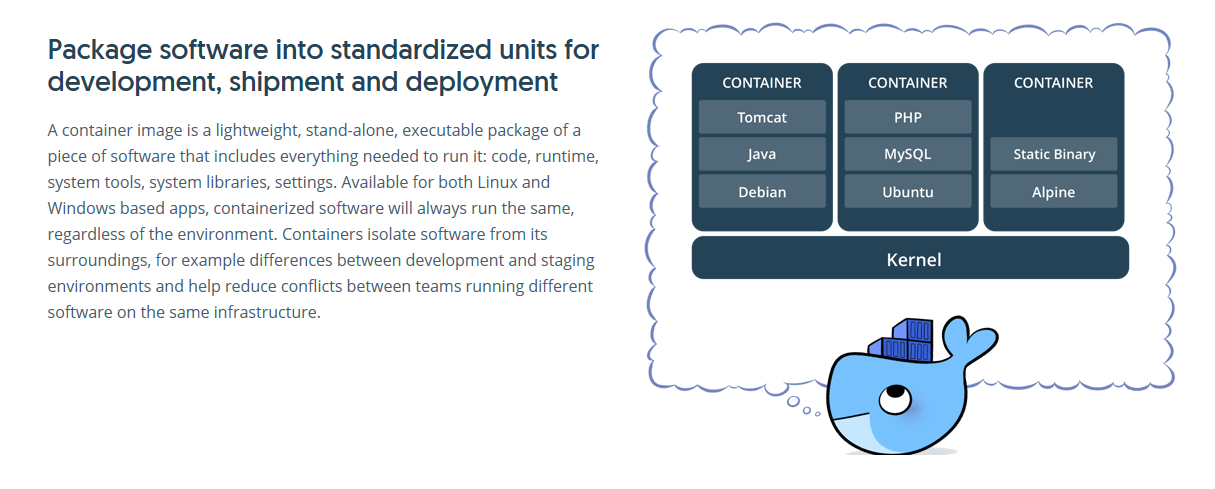 Package software into standardized units for
development, shipment and deployment
A container image is a lightweight, stand-alone, executable package of a
piece of software that includes everything needed to run it: code, runtime,
system tools, system libraries, settings. Available for both Linux and
Windows based apps, containerized software will always run the same,
regardless of the environment. Containers isolate software from its
surroundings, for example differences between development and staging
environments and help reduce conflicts between teams running different
software on the same infrastructure.
CONTAINER
Tomcat
Java
Debian
CONTAINER
PHP
MySQL
Ubuntu
CONTAINER
Static Binary
Alpine
Kernel